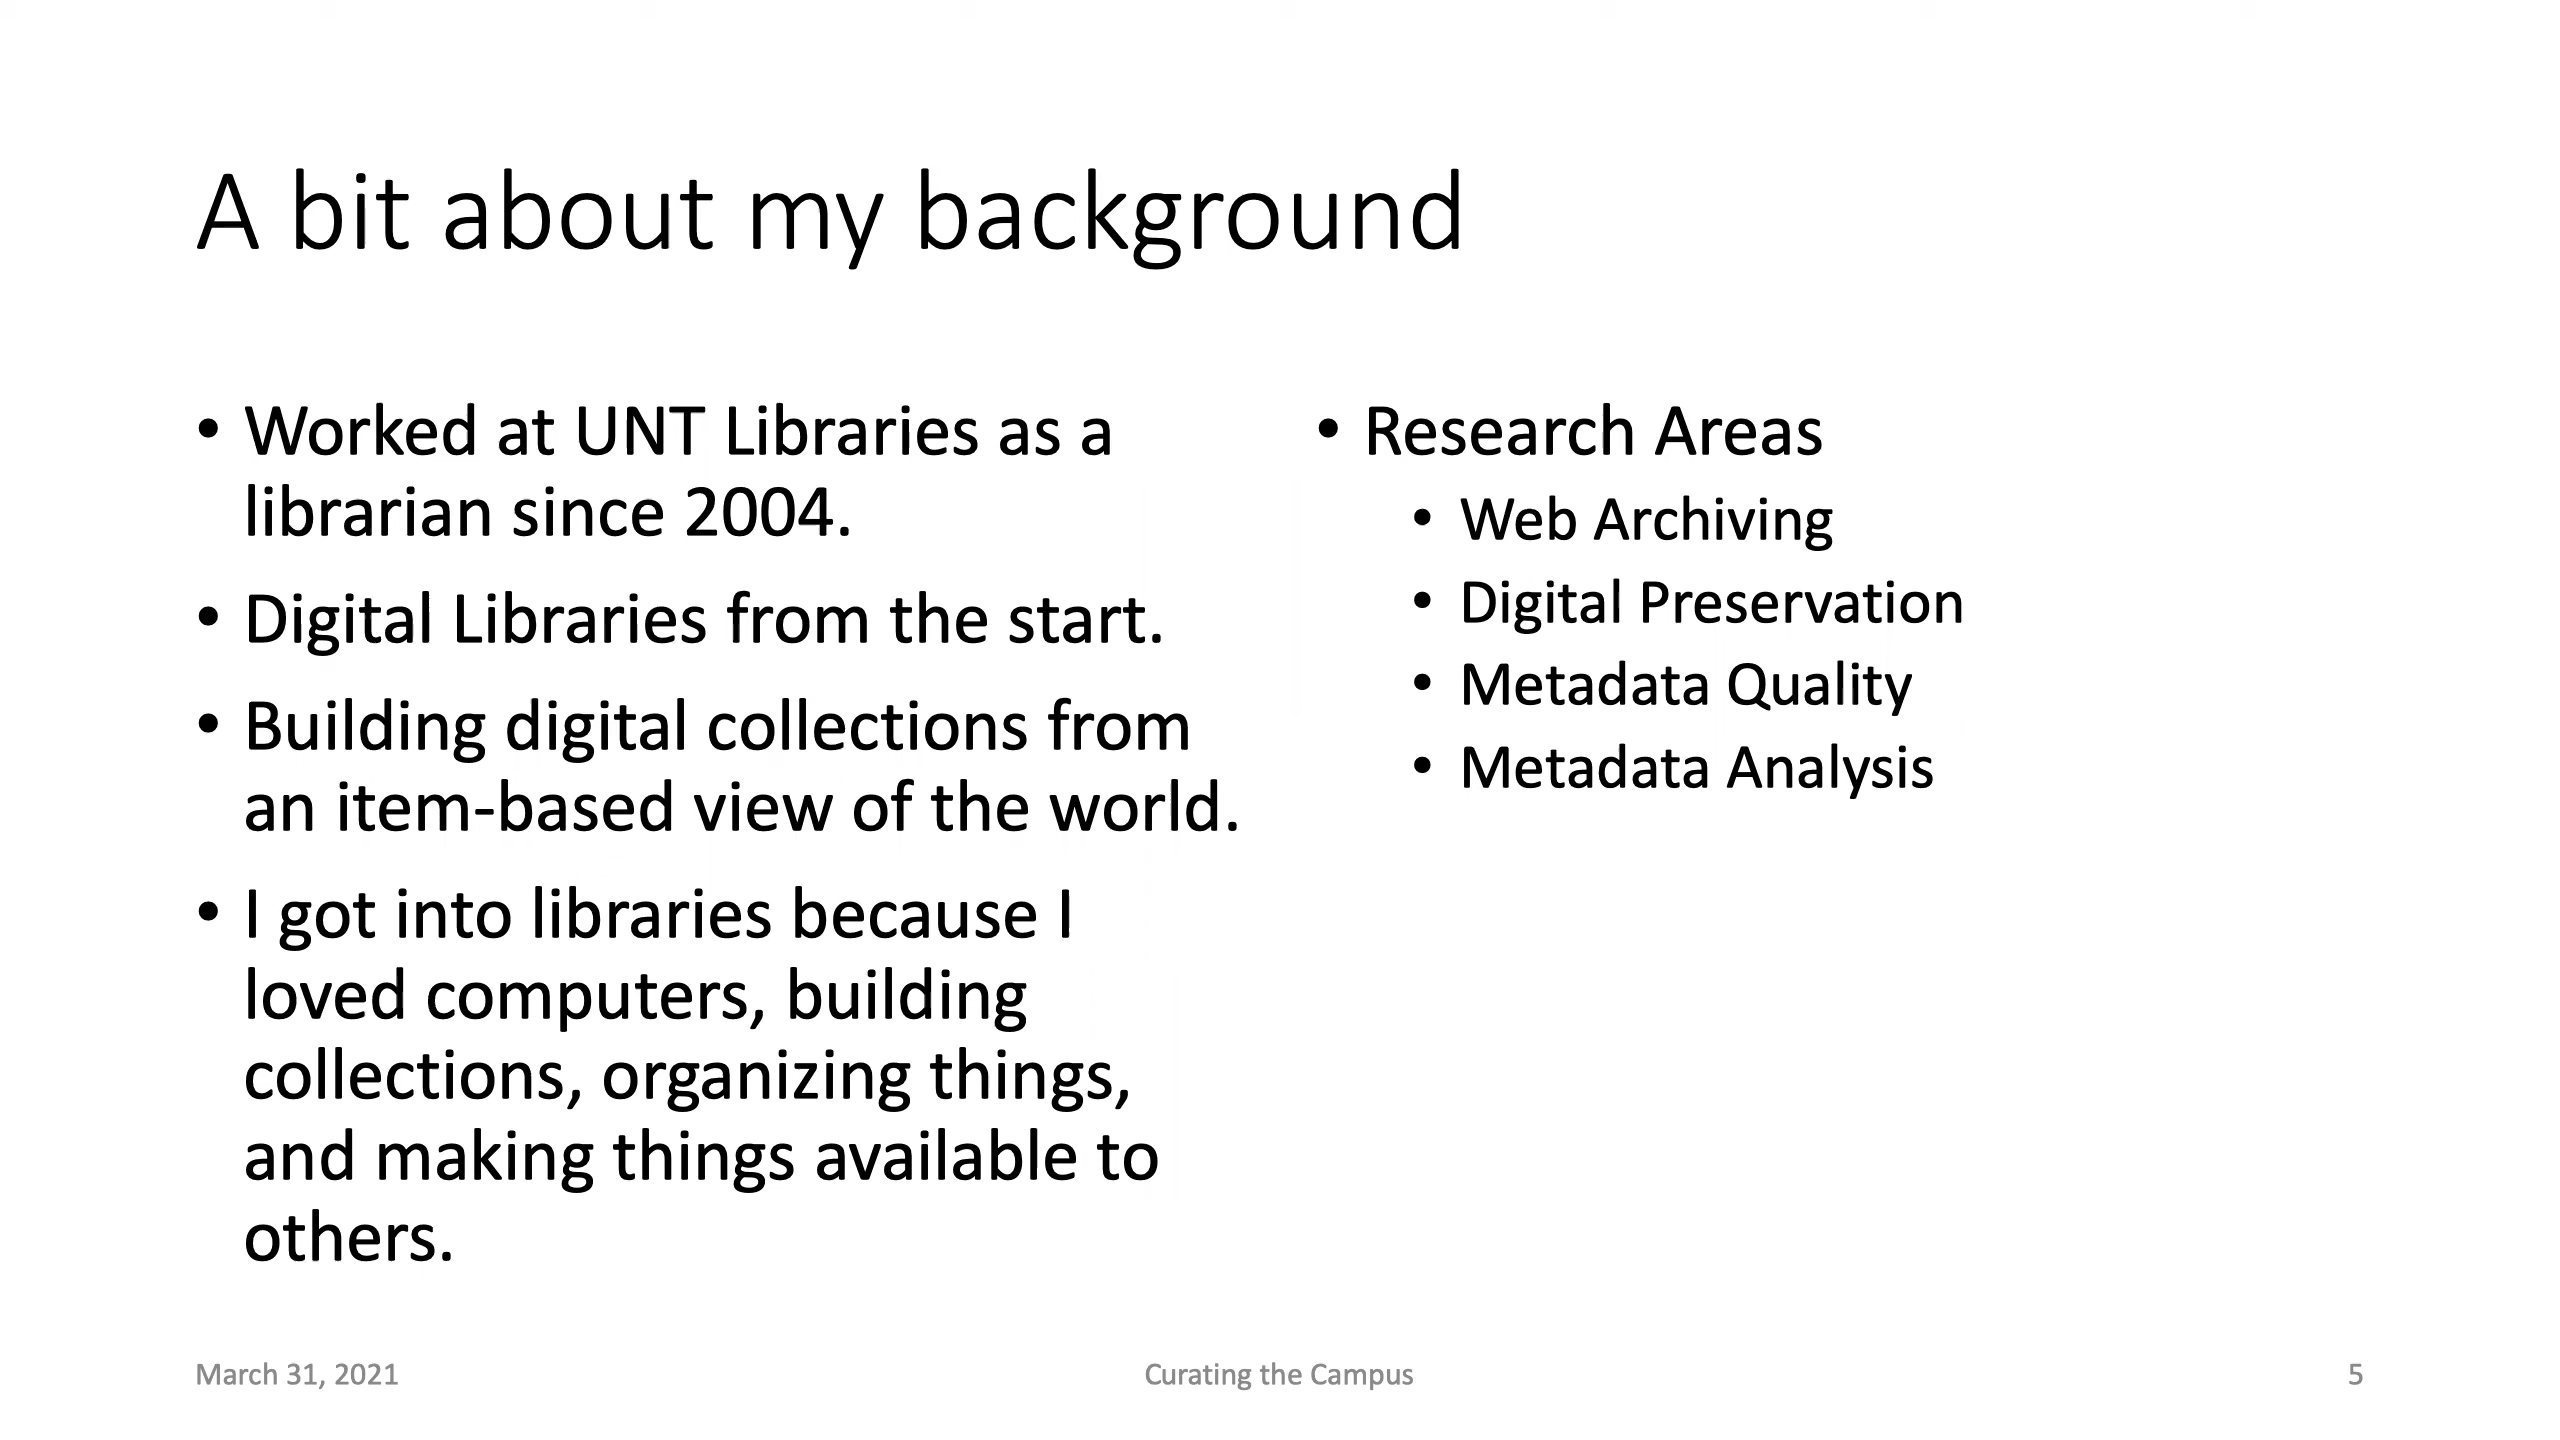 A bit about my background
• Worked at UNT Libraries as a
librarian since 2004.
• Digital Libraries from the start.
• Building digital collections from
an item-based view of the world.
• I got into libraries because I
loved computers, building
collections, organizing things,
and making things available to
others.
• Research Areas
• Web Archiving
• Digital Preservation
• Metadata Quality
• Metadata Analysis
March 31, 2021
Curating the Campus
5